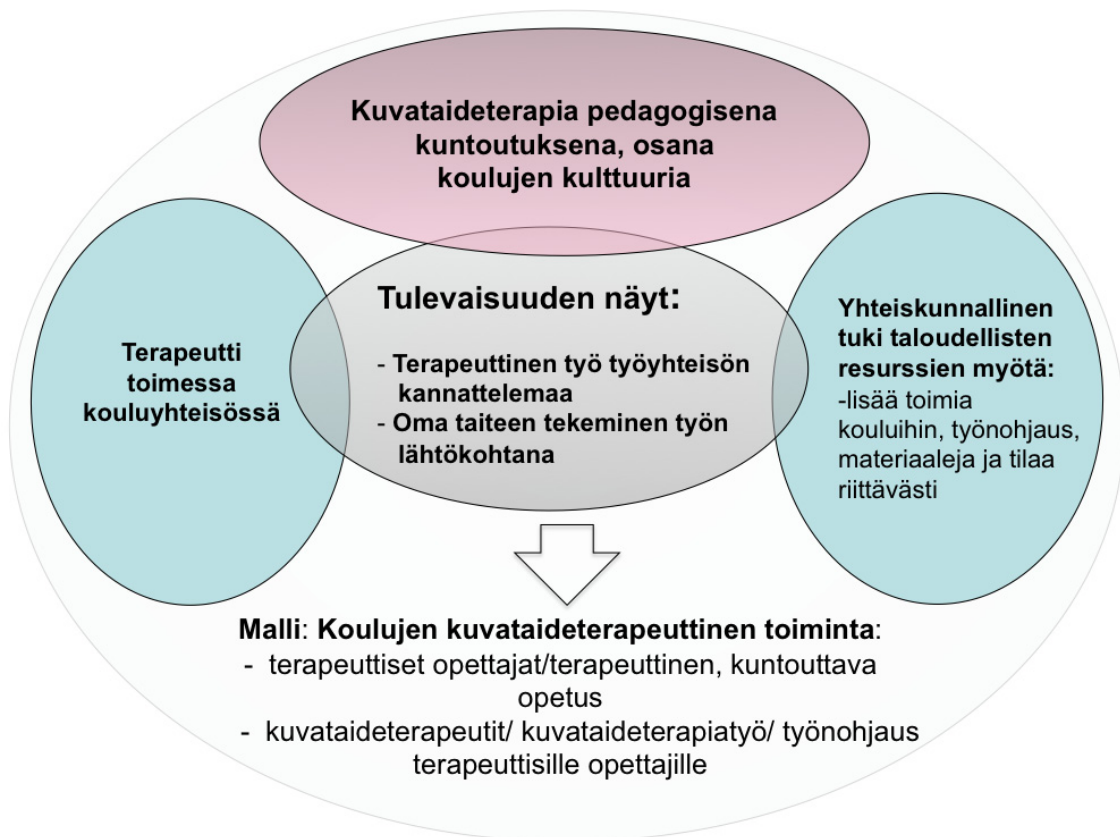 Kuvataideterapia pedagogisena
kuntoutuksena, osana
koulujen kulttuuria
Terapeutti
toimessa
kouluyhteisössä
Tulevaisuuden näyt:
- Terapeuttinen työ työyhteisön
kannattelemaa
- Oma taiteen tekeminen työn
lähtökohtana
Yhteiskunnallinen
tuki taloudellisten
resurssien myötä:
-lisää toimia
kouluihin, työnohjaus,
materiaaleja ja tilaa
riittävästi
Malli: Koulujen kuvataideterapeuttinen toiminta:
- terapeuttiset opettajat/terapeuttinen, kuntouttava
opetus
- kuvataideterapeutit/ kuvataideterapiatyö/ työnohjaus
terapeuttisille opettajille